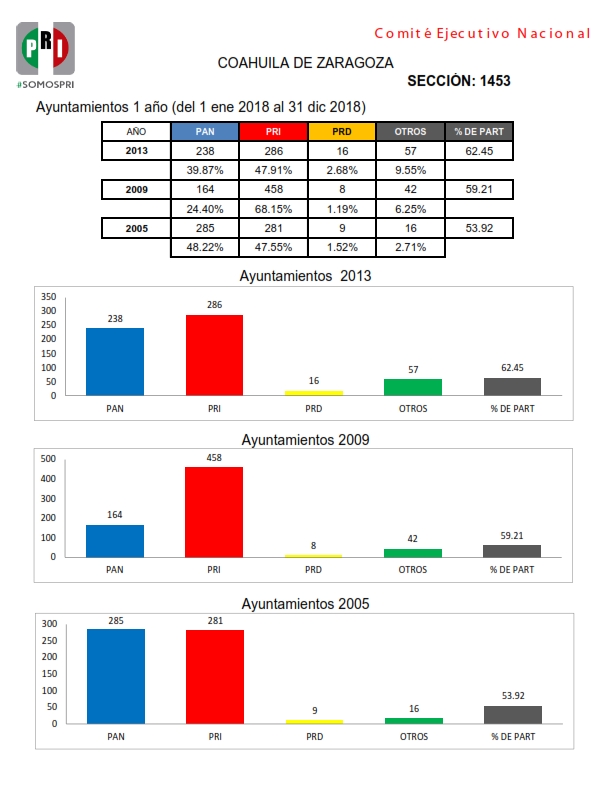 PRI
#SOMOSPRI
Comité Ejecutivo Nacional
COAHUILA DE ZARAGOZA
SECCIÓN: 1453
Ayuntamientos 1 año (del 1 ene 2018 al 31 dic 2018)
AÑO PAN PRI PRD OTROS % DE PART
2013 238 286 16 57 62.45
39.87% 47.91% 2.68% 9.55%
2009 164 458 8 42 59.21
24.40% 68.15% 1.19% 6.25%
2005 285 281 9 16 53.92
48.22% 47.55% 1.52% 2.71%
Ayuntamientos 2013
350
300
250
200
150
100
50
0
238 286 16 57 62.45
PAN PRI PRD OTROS % DE PART
Ayuntamientos 2009
500
400
300
200
100
0
164 458 8 42 59.21
PAN PRI PRD OTROS % DE PART
Ayuntamientos 2005
300
250
200
150
100
50
0
285 281 9 16 53.92
PAN PRI PRD OTROS % DE PART